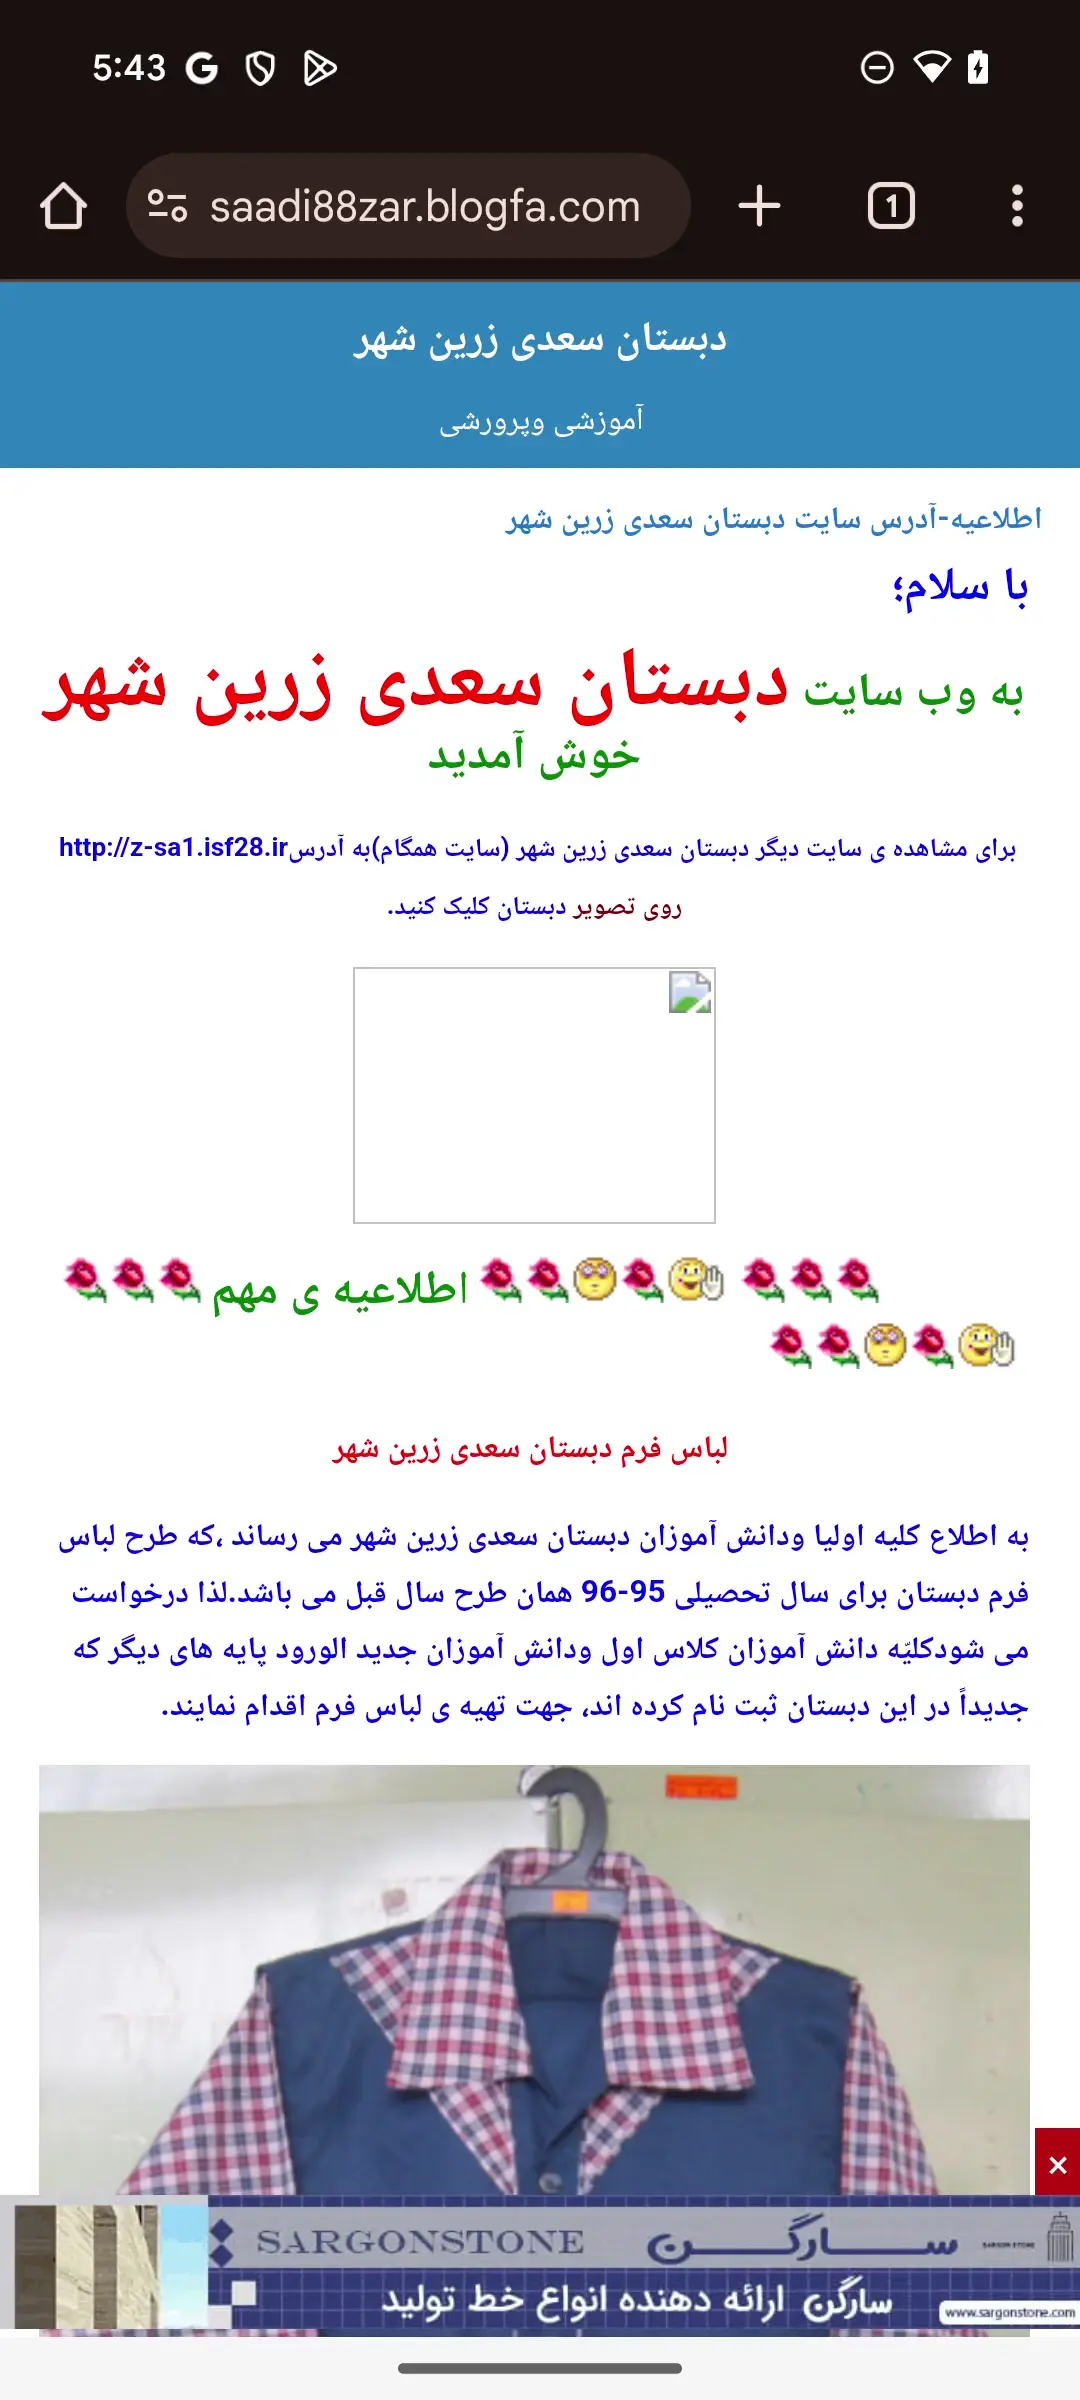 5:43
saadi88zar.blogfa.com
1
دبستان سعدی زرین شهر
آموزشی وپرورشی
اطلاعیه-آدرس سایت دبستان سعدی زرین شهر
با سلام؛
به وب سایت دبستان سعدی زرین شهر
خوش آمدید
برای مشاهده ی سایت دیگر دبستان سعدی زرین شهر (سایت همگام)به آدرسhttp://z-sa1.isf28.ir
روی تصویر دبستان کلیک کنید.
اطلاعیه ی مهم
لباس فرم دبستان سعدی زرین شهر
به اطلاع کلیه اولیا ودانش آموزان دبستان سعدی زرین شهر می رساند ،که طرح لباس
فرم دبستان برای سال تحصیلی 95-96 همان طرح سال قبل می باشد.لذا درخواست
می شودکلیّه دانش آموزان کلاس اول ودانش آموزان جدید الورود پایه های دیگر که
جدیداً در این دبستان ثبت نام کرده اند، جهت تهیه ی لباس فرم اقدام نمایند.
SARGONSTONE
سارگن
SARGON STONE
سارگن ارائه دهنده انواع خط تولید
www.sargonstone.com